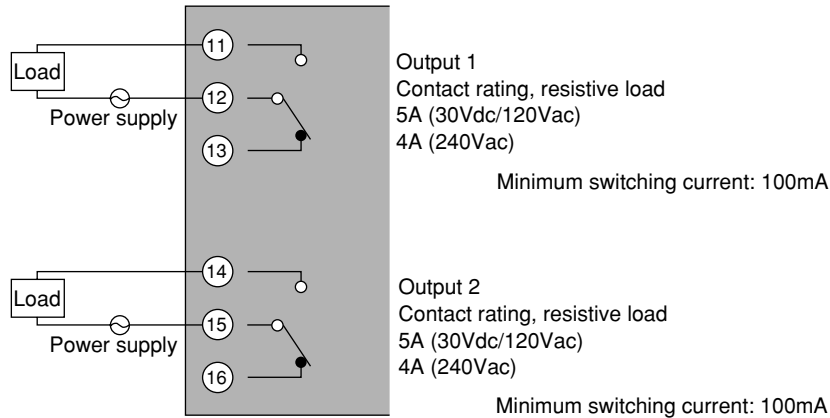 11
Load
12
Power supply
13
Output 1
Contact rating, resistive load
5A (30Vdc/120Vac)
4A (240Vac)
Minimum switching current: 100mA
14
Load
15
Power supply
16
Output 2
Contact rating, resistive load
5A (30Vdc/120Vac)
4A (240Vac)
Minimum switching current: 100mA